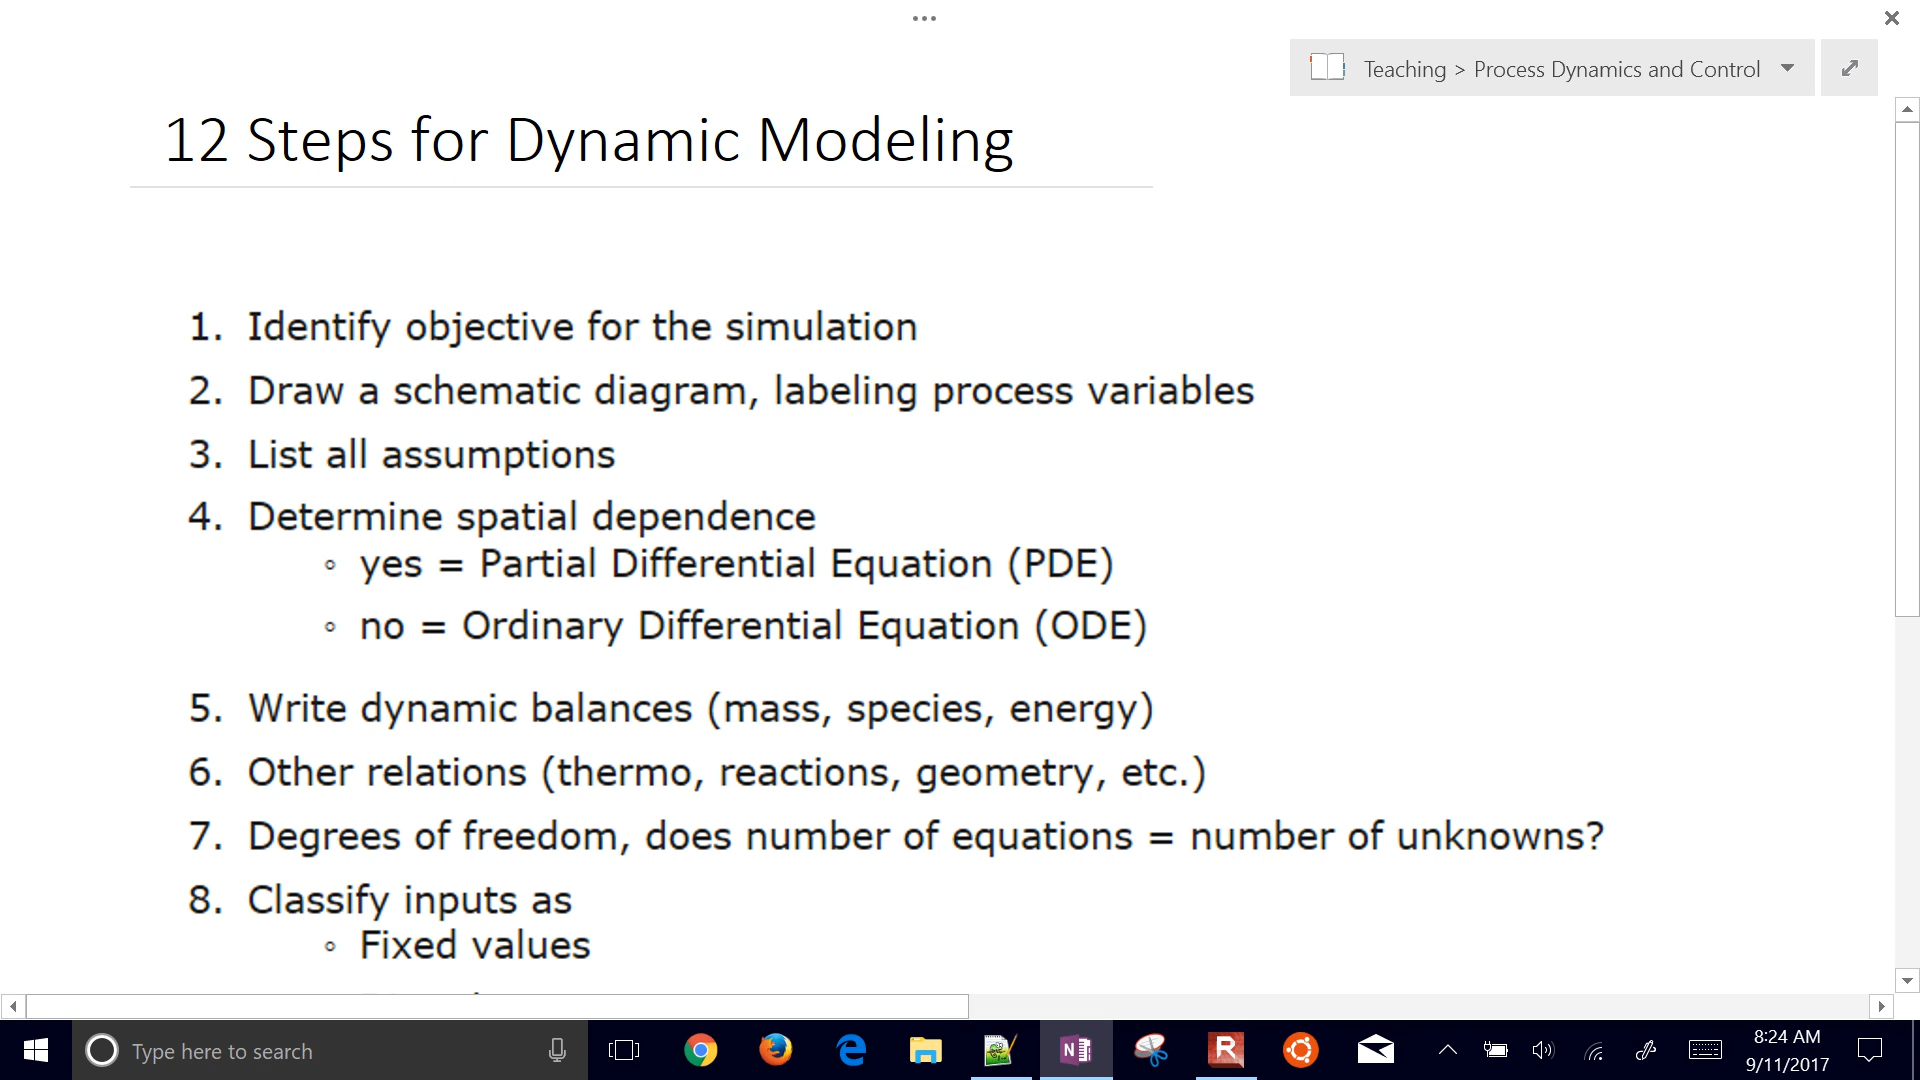 Teaching > Process Dynamics and Control
12 Steps for Dynamic Modeling
1. Identify objective for the simulation
2. Draw a schematic diagram, labeling process variables
3. List all assumptions
4. Determine spatial dependence
◦ yes = Partial Differential Equation (PDE)
◦ no = Ordinary Differential Equation (ODE)
5. Write dynamic balances (mass, species, energy)
6. Other relations (thermo, reactions, geometry, etc.)
7. Degrees of freedom, does number of equations = number of unknowns?
8. Classify inputs as
◦ Fixed values
Type here to search
N
R
8:24 AM
9/11/2017